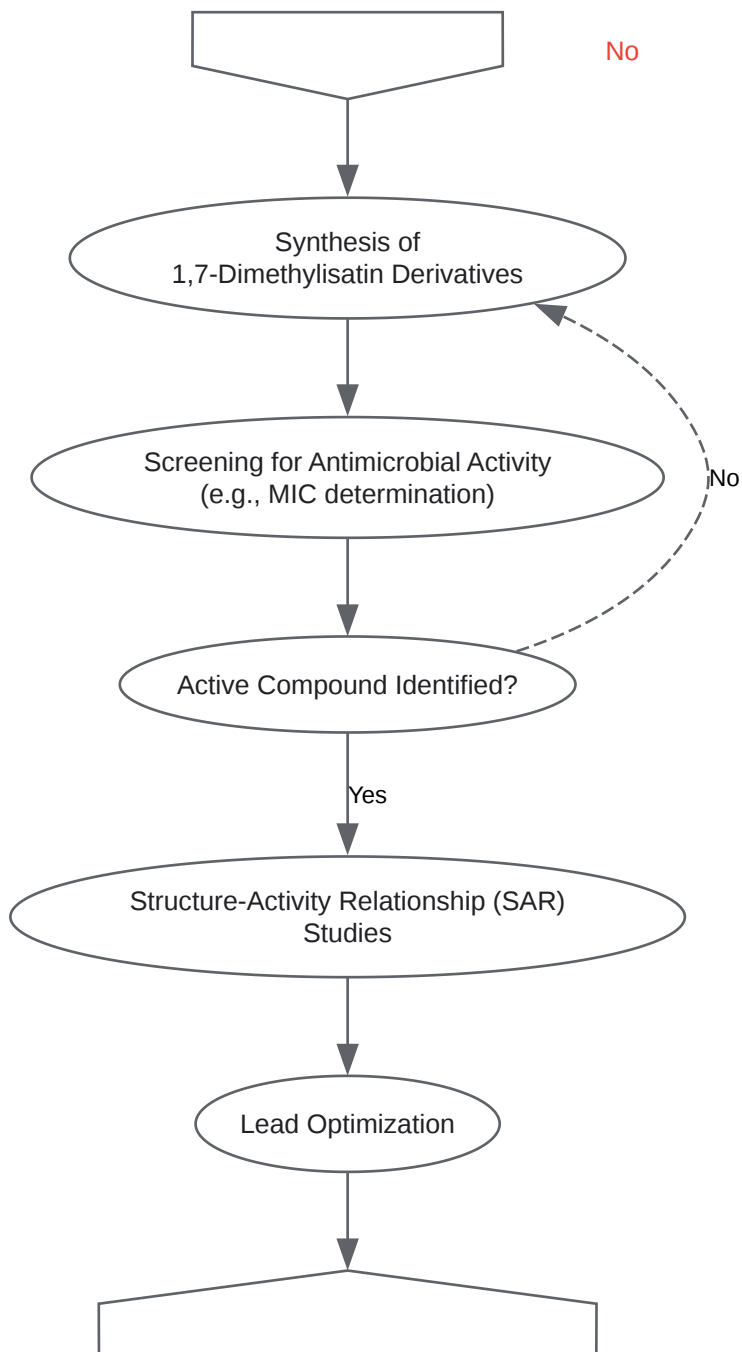 No
Synthesis of
1,7-Dimethylisatin Derivatives
Screening for Antimicrobial Activity
(e.g., MIC determination)
No
Active Compound Identified?
Yes
Structure-Activity Relationship (SAR)
Studies
Lead Optimization